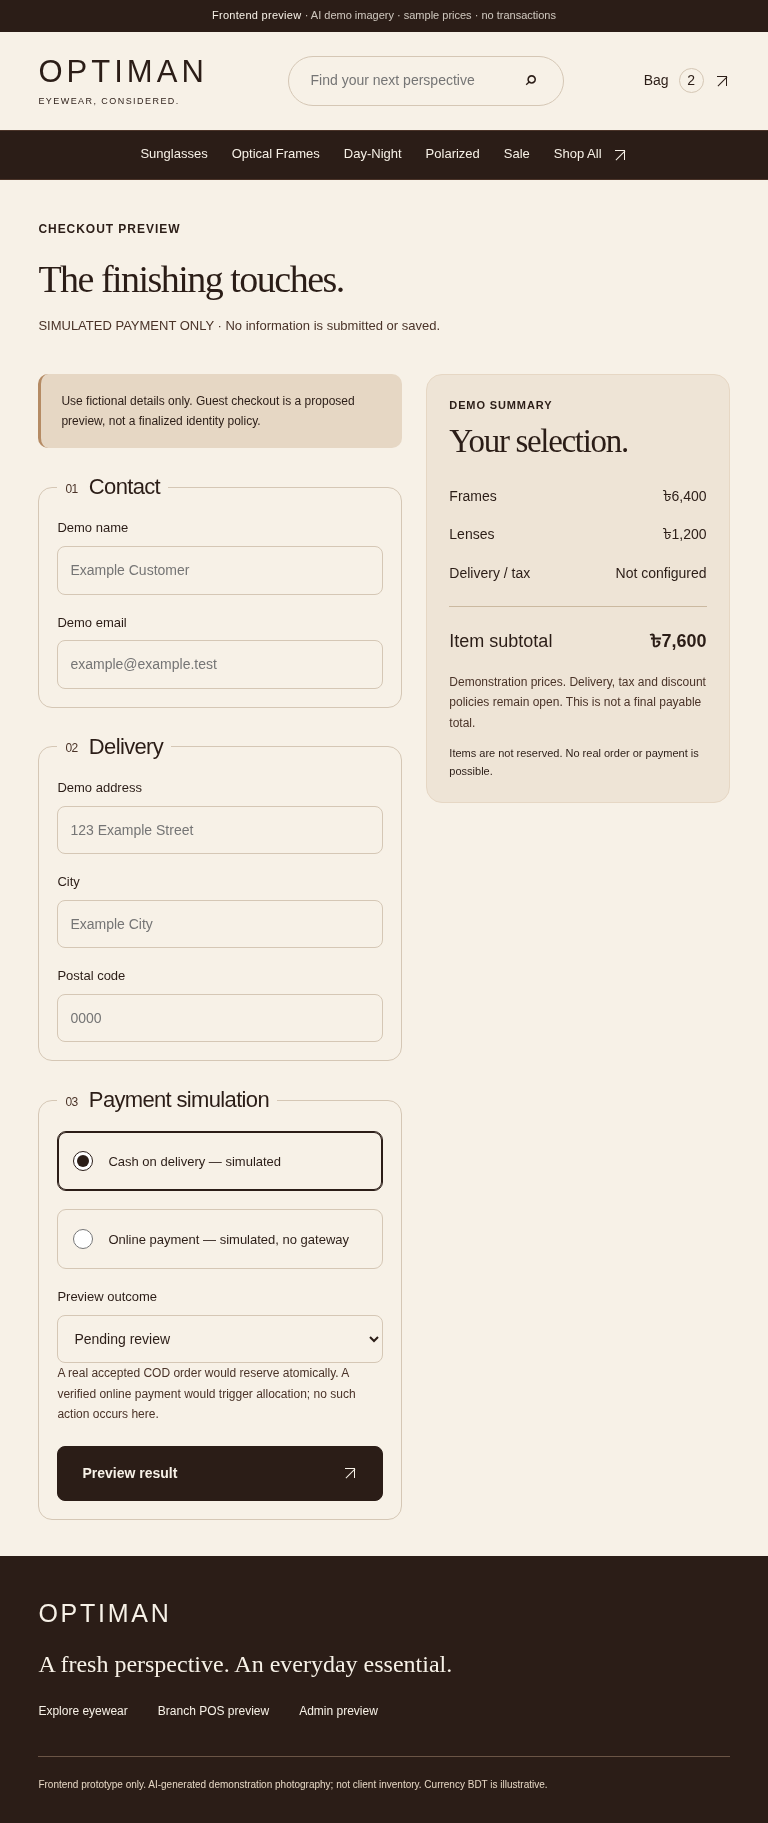 Frontend preview · AI demo imagery · sample prices · no transactions
OPTIMAN
EYEWEAR, CONSIDERED.
Find your next perspective
Bag 2
Sunglasses Optical Frames Day-Night Polarized Sale Shop All
CHECKOUT PREVIEW
The finishing touches.
SIMULATED PAYMENT ONLY · No information is submitted or saved.
Use fictional details only. Guest checkout is a proposed
preview, not a finalized identity policy.
01 Contact
Demo name
Example Customer
Demo email
example@example.test
02 Delivery
Demo address
123 Example Street
City
Example City
Postal code
0000
03 Payment simulation
Cash on delivery — simulated
Online payment — simulated, no gateway
Preview outcome
Pending review
A real accepted COD order would reserve atomically. A
verified online payment would trigger allocation; no such
action occurs here.
Preview result
DEMO SUMMARY
Your selection.
Frames ৳6,400
Lenses ৳1,200
Delivery / tax Not configured
Item subtotal ৳7,600
Demonstration prices. Delivery, tax and discount
policies remain open. This is not a final payable
total.
Items are not reserved. No real order or payment is
possible.
OPTIMAN
A fresh perspective. An everyday essential.
Explore eyewear Branch POS preview Admin preview
Frontend prototype only. AI-generated demonstration photography; not client inventory. Currency BDT is illustrative.